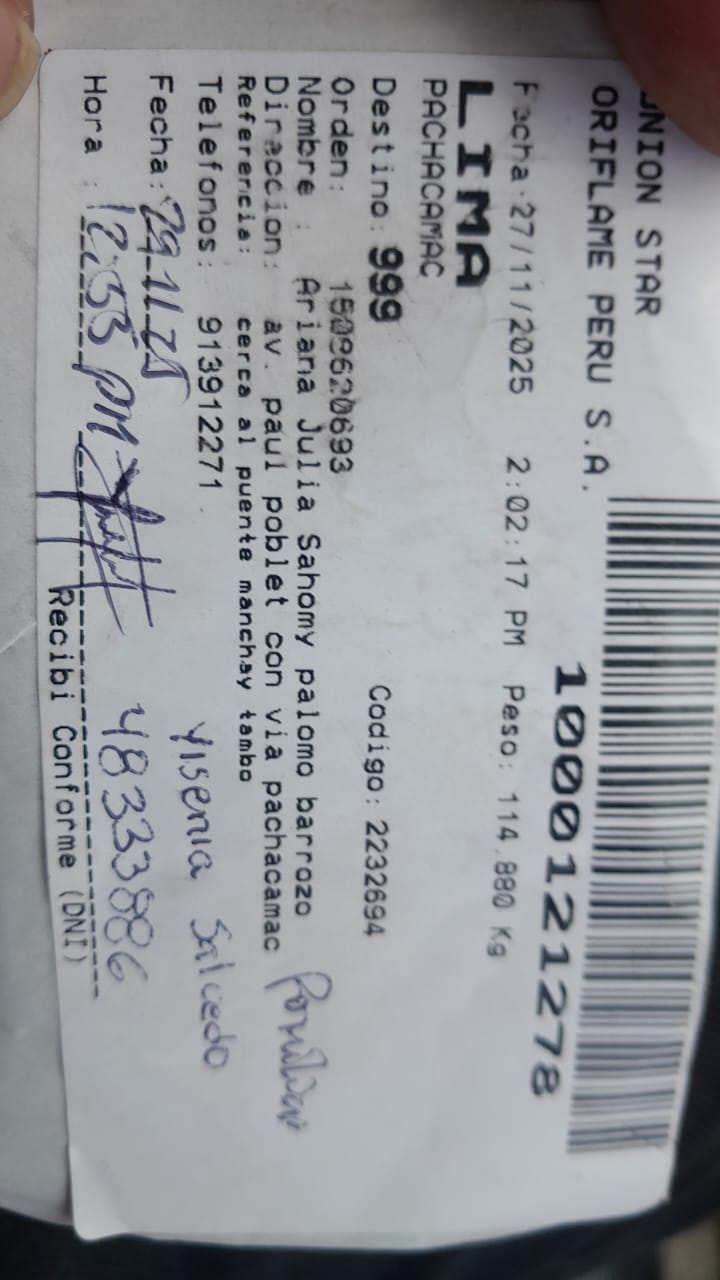 UNION STAR
ORIFLAME PERU S.A.
1000121278
Fecha: 27/11/2025 2:02:17 PM Peso: 114.880 Kg
LIMA
PACHACAMAC
Destino: 999 Codigo: 2232694
Orden: 1509620693
Nombre : Ariana Julia Sahomy palomo barrozo
Direccion: av. paul poblet con via pachacamac
Referencia: cerca al puente manchay tambo
Telefonos: 913912271
Yisenia Salcedo
Fecha: 29.11.25 48333886
Hora : 12:55 PM
Recibi Conforme (DNI)